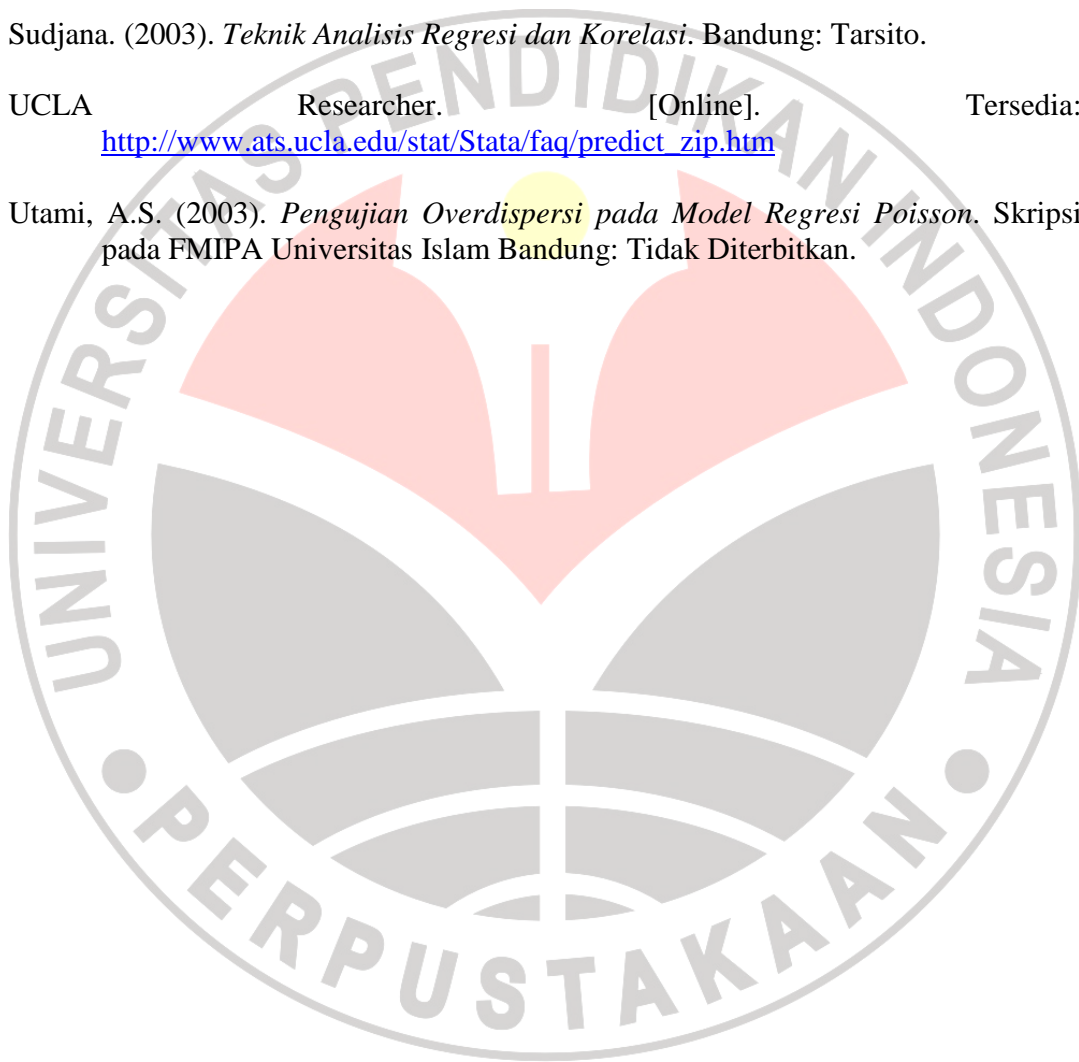 Sudjana. (2003). Teknik Analisis Regresi dan Korelasi. Bandung: Tarsito.
UCLA Researcher. [Online]. Tersedia:
http://www.ats.ucla.edu/stat/Stata/faq/predict_zip.htm
Utami, A.S. (2003). Pengujian Overdispersi pada Model Regresi Poisson. Skripsi
pada FMIPA Universitas Islam Bandung: Tidak Diterbitkan.
UNIVERSITAS PENDIDIKAN INDONESIA
PERPUSTAKAAN